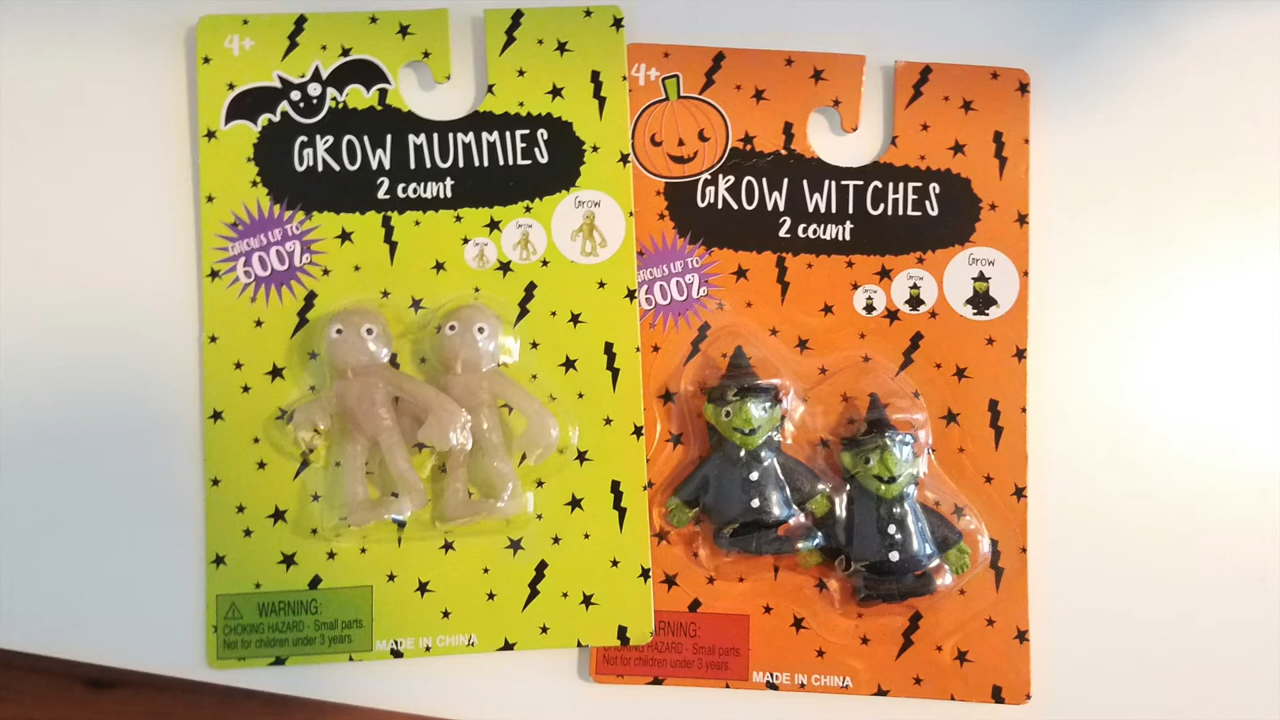 4+
GROW MUMMIES
2 count
GROWS UP TO
600%
Grow
Grow
Grow
WARNING:
CHOKING HAZARD - Small parts.
Not for children under 3 years.
MADE IN CHINA
4+
GROW WITCHES
2 count
GROWS UP TO
600%
Grow
Grow
Grow
ARNING:
CHOKING HAZARD - Small parts.
Not for children under 3 years.
MADE IN CHINA